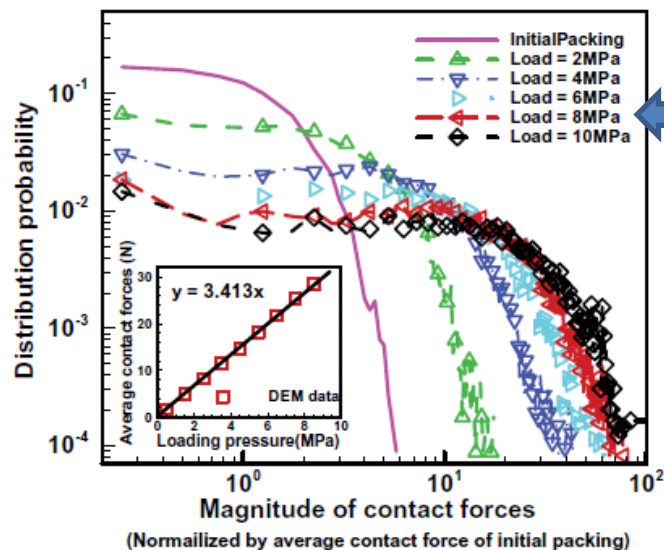 InitialPacking
Load = 2MPa
Load = 4MPa
Load = 6MPa
Load = 8MPa
Load = 10MPa
Distribution probability
10⁻¹
10⁻²
10⁻³
10⁻⁴
Average contact forces (N)
30
20
10
0
y = 3.413x
DEM data
0 2 4 6 8 10
Loading pressure(MPa)
10⁰ 10¹ 10²
Magnitude of contact forces
(Normailized by average contact force of initial packing)